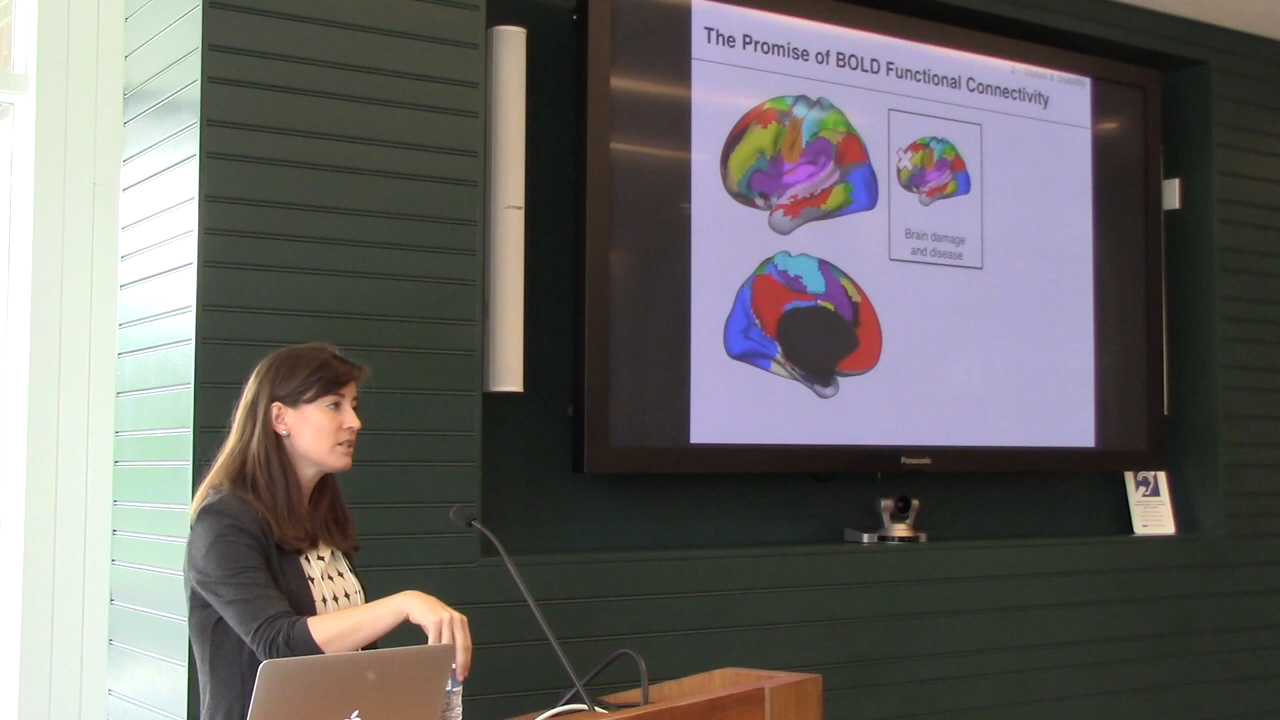 The Promise of BOLD Functional Connectivity
Brain damage
and disease
Panasonic